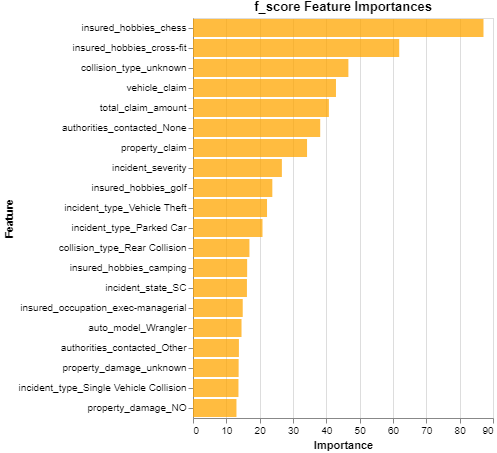 f_score Feature Importances
insured_hobbies_chess
insured_hobbies_cross-fit
collision_type_unknown
vehicle_claim
total_claim_amount
authorities_contacted_None
property_claim
incident_severity
insured_hobbies_golf
incident_type_Vehicle Theft
incident_type_Parked Car
collision_type_Rear Collision
insured_hobbies_camping
incident_state_SC
insured_occupation_exec-managerial
auto_model_Wrangler
authorities_contacted_Other
property_damage_unknown
incident_type_Single Vehicle Collision
property_damage_NO
Feature
0 10 20 30 40 50 60 70 80 90
Importance